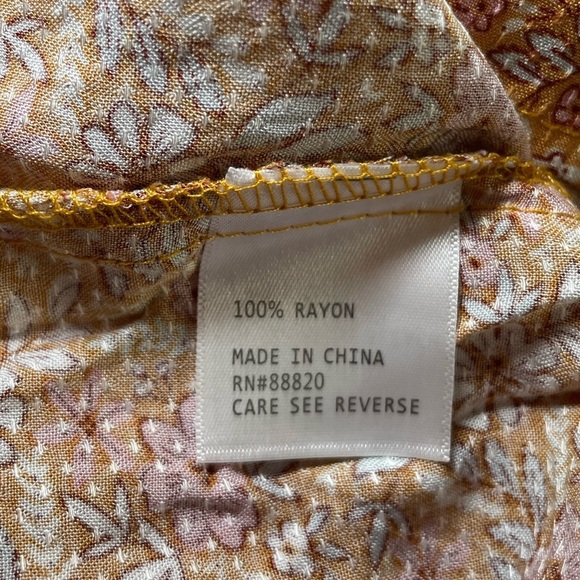 100% RAYON
MADE IN CHINA
RN#88820
CARE SEE REVERSE